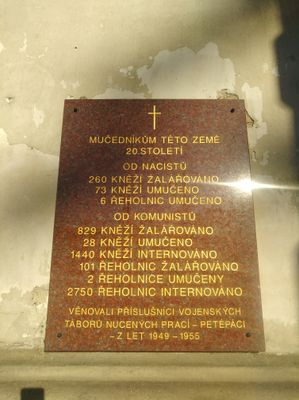 MUČEDNÍKŮM TÉTO ZEMĚ
20. STOLETÍ
OD NACISTŮ
260 KNĚŽÍ ŽALÁŘOVÁNO
73 KNĚŽÍ UMUČENO
6 ŘEHOLNIC UMUČENO
OD KOMUNISTŮ
829 KNĚŽÍ ŽALÁŘOVÁNO
28 KNĚŽÍ UMUČENO
1440 KNĚŽÍ INTERNOVÁNO
101 ŘEHOLNIC ŽALÁŘOVÁNO
2 ŘEHOLNICE UMUČENY
2750 ŘEHOLNIC INTERNOVÁNO
VĚNOVALI PŘÍSLUŠNÍCI VOJENSKÝCH
TÁBORŮ NUCENÝCH PRACÍ - PETÉPÁCI
- Z LET 1949 - 1955